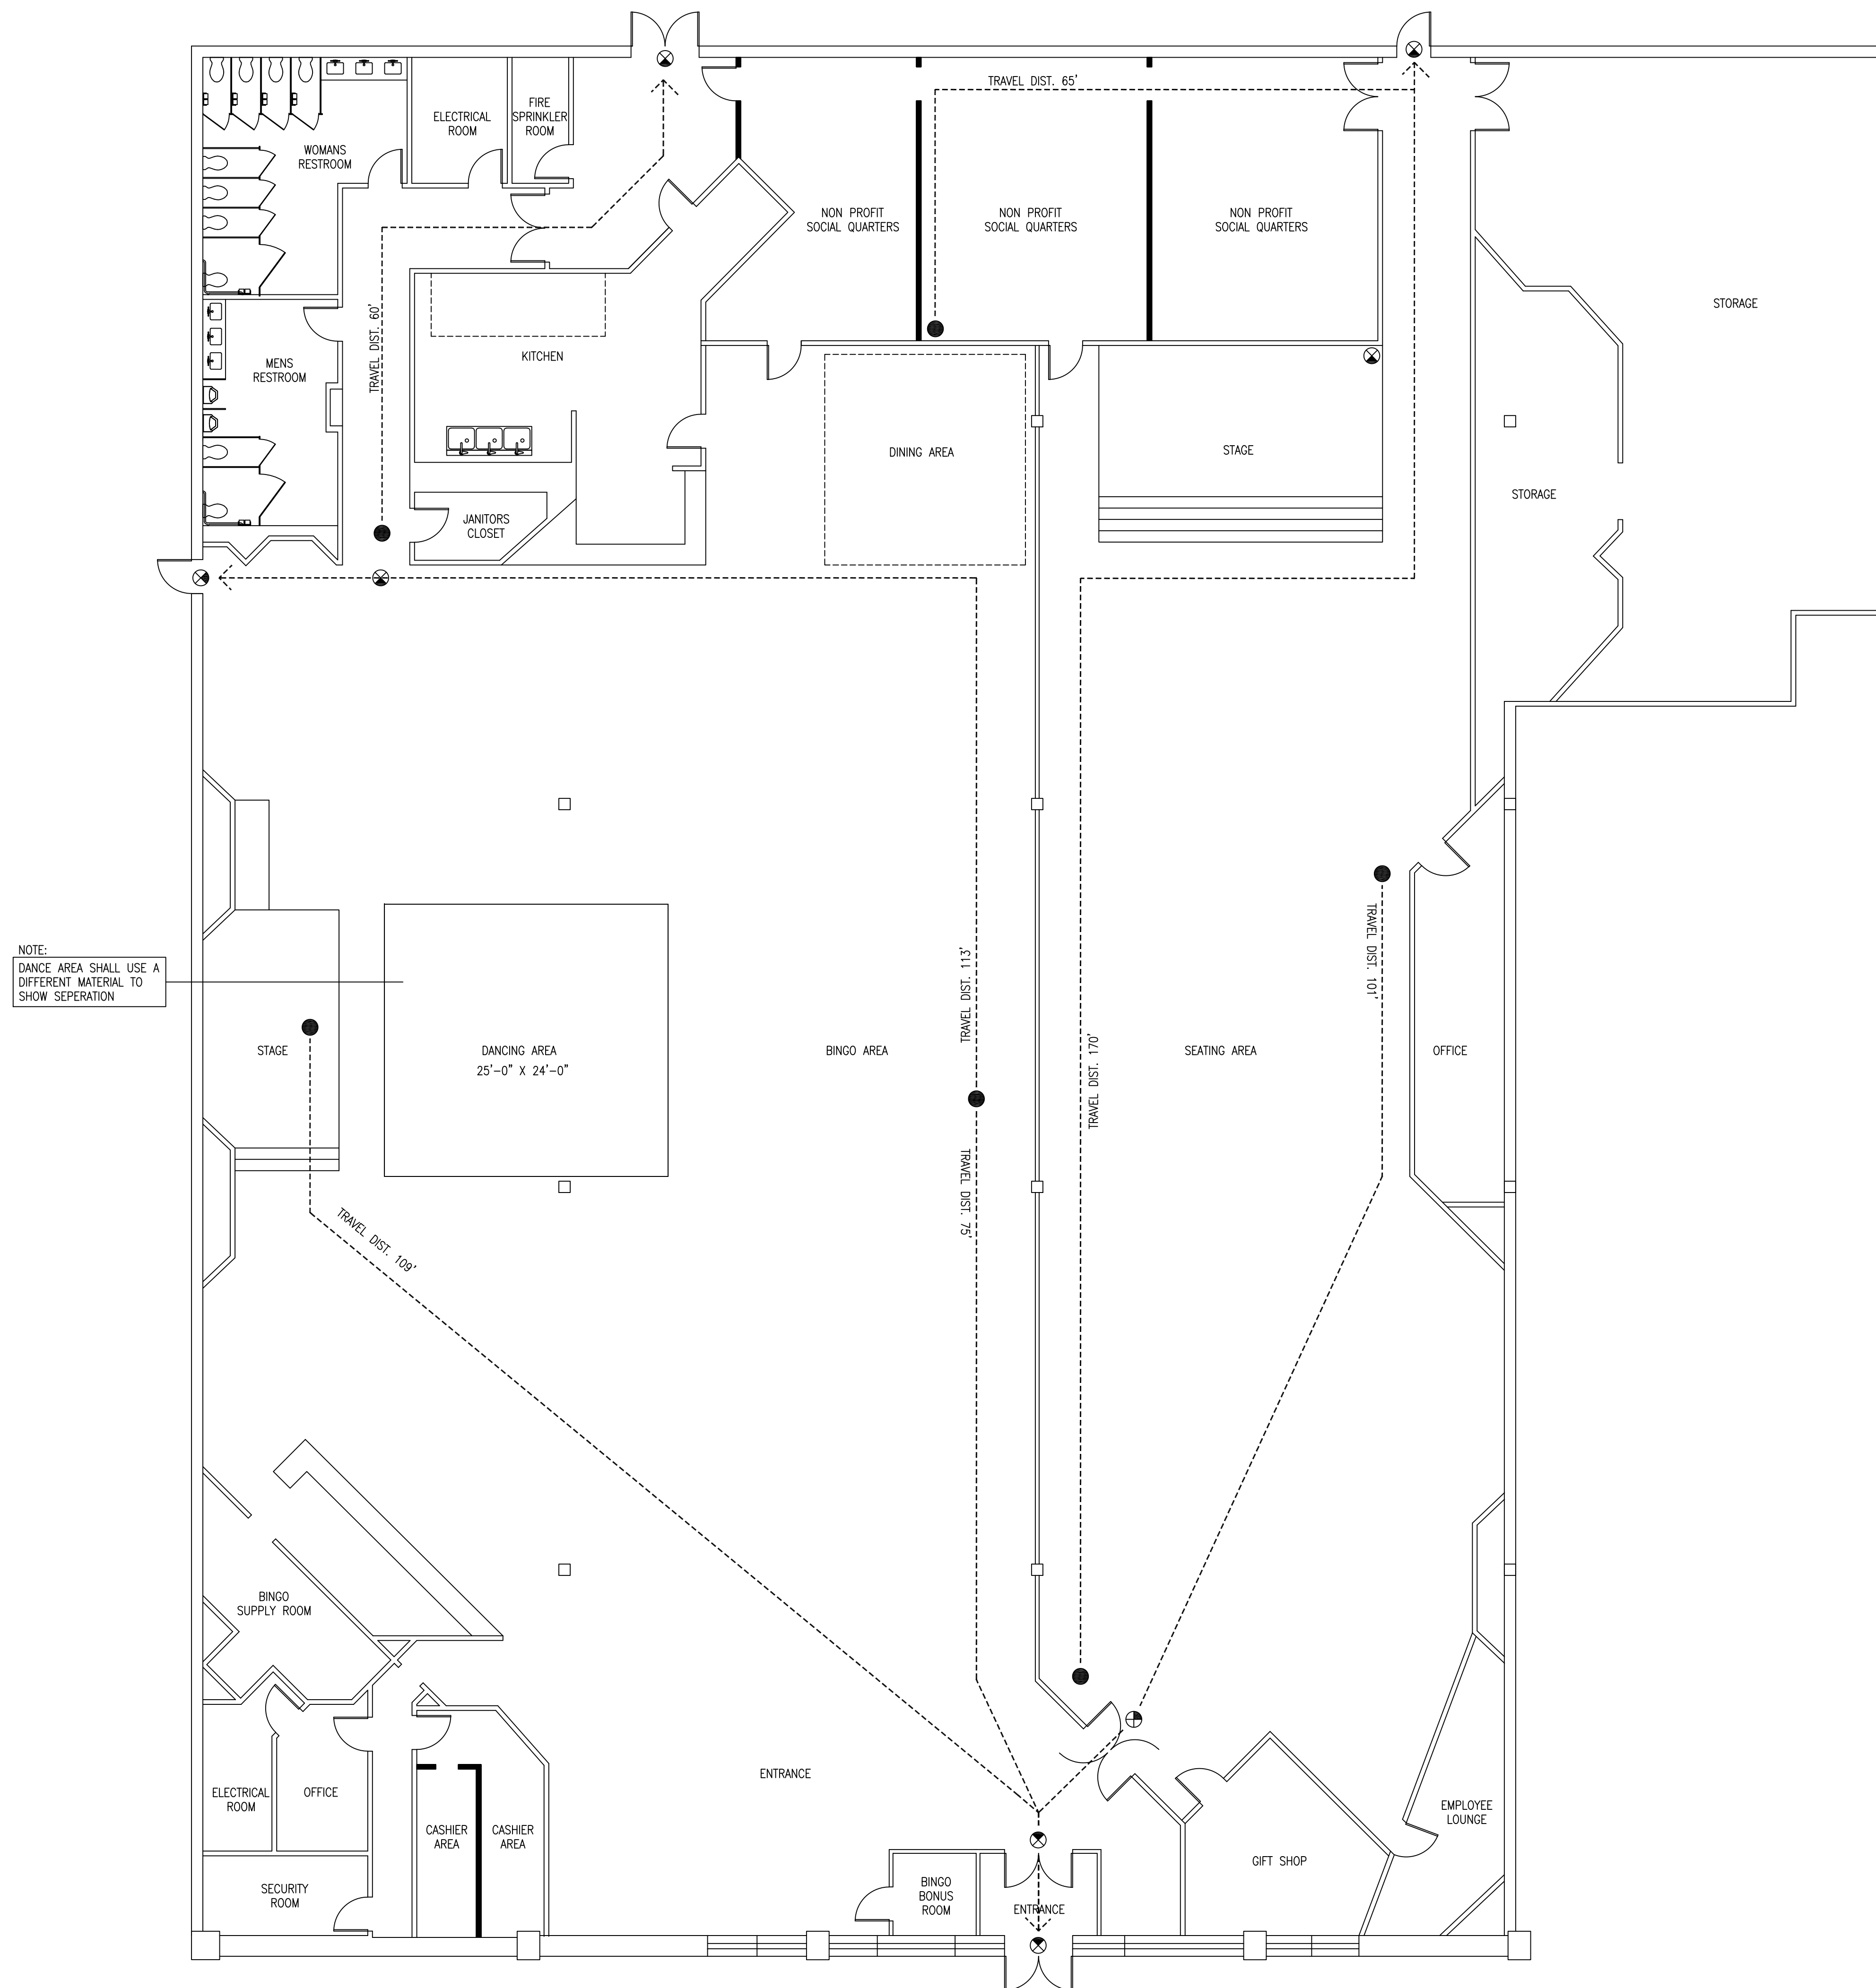 TRAVEL DIST. 65'
ELECTRICAL
ROOM
FIRE
SPRINKLER
ROOM
WOMANS
RESTROOM
NON PROFIT
SOCIAL QUARTERS
NON PROFIT
SOCIAL QUARTERS
NON PROFIT
SOCIAL QUARTERS
STORAGE
TRAVEL DIST. 60'
KITCHEN
MENS
RESTROOM
DINING AREA
STAGE
STORAGE
JANITORS
CLOSET
NOTE:
DANCE AREA SHALL USE A
DIFFERENT MATERIAL TO
SHOW SEPERATION
TRAVEL DIST. 113'
TRAVEL DIST. 101'
STAGE
DANCING AREA
25'-0" X 24'-0"
BINGO AREA
TRAVEL DIST. 170'
SEATING AREA
OFFICE
TRAVEL DIST. 75'
TRAVEL DIST. 109'
BINGO
SUPPLY ROOM
ENTRANCE
ELECTRICAL
ROOM
OFFICE
CASHIER
AREA
CASHIER
AREA
EMPLOYEE
LOUNGE
GIFT SHOP
SECURITY
ROOM
BINGO
BONUS
ROOM
ENTRANCE